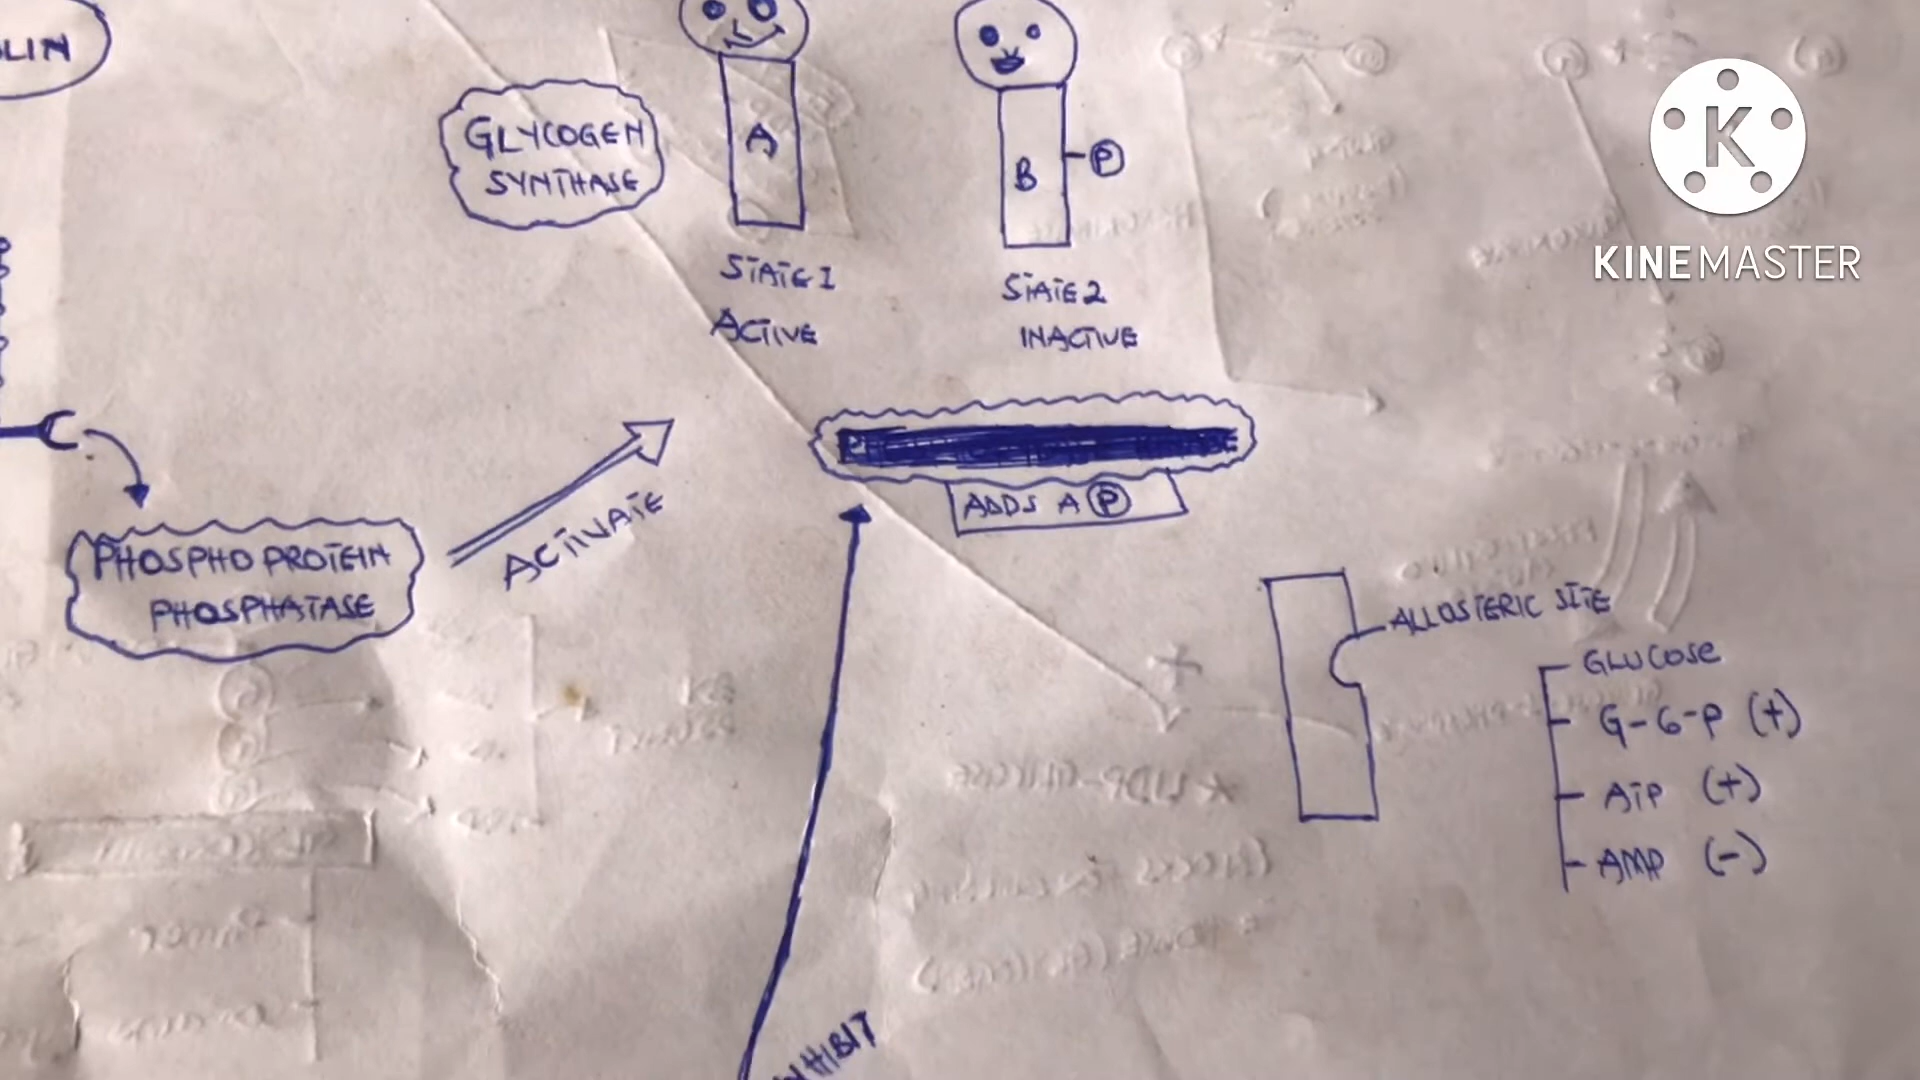 LIN
GLYCOGEN
SYNTHASE
A
B
P
STATE 1
ACTIVE
STATE 2
INACTIVE
ADDS A P
ACTIVATE
PHOSPHO PROTEIN
PHOSPHATASE
ALLOSTERIC SITE
GLUCOSE
G-6-P (+)
ATP (+)
AMP (-)
INHIBIT
K
KINEMASTER